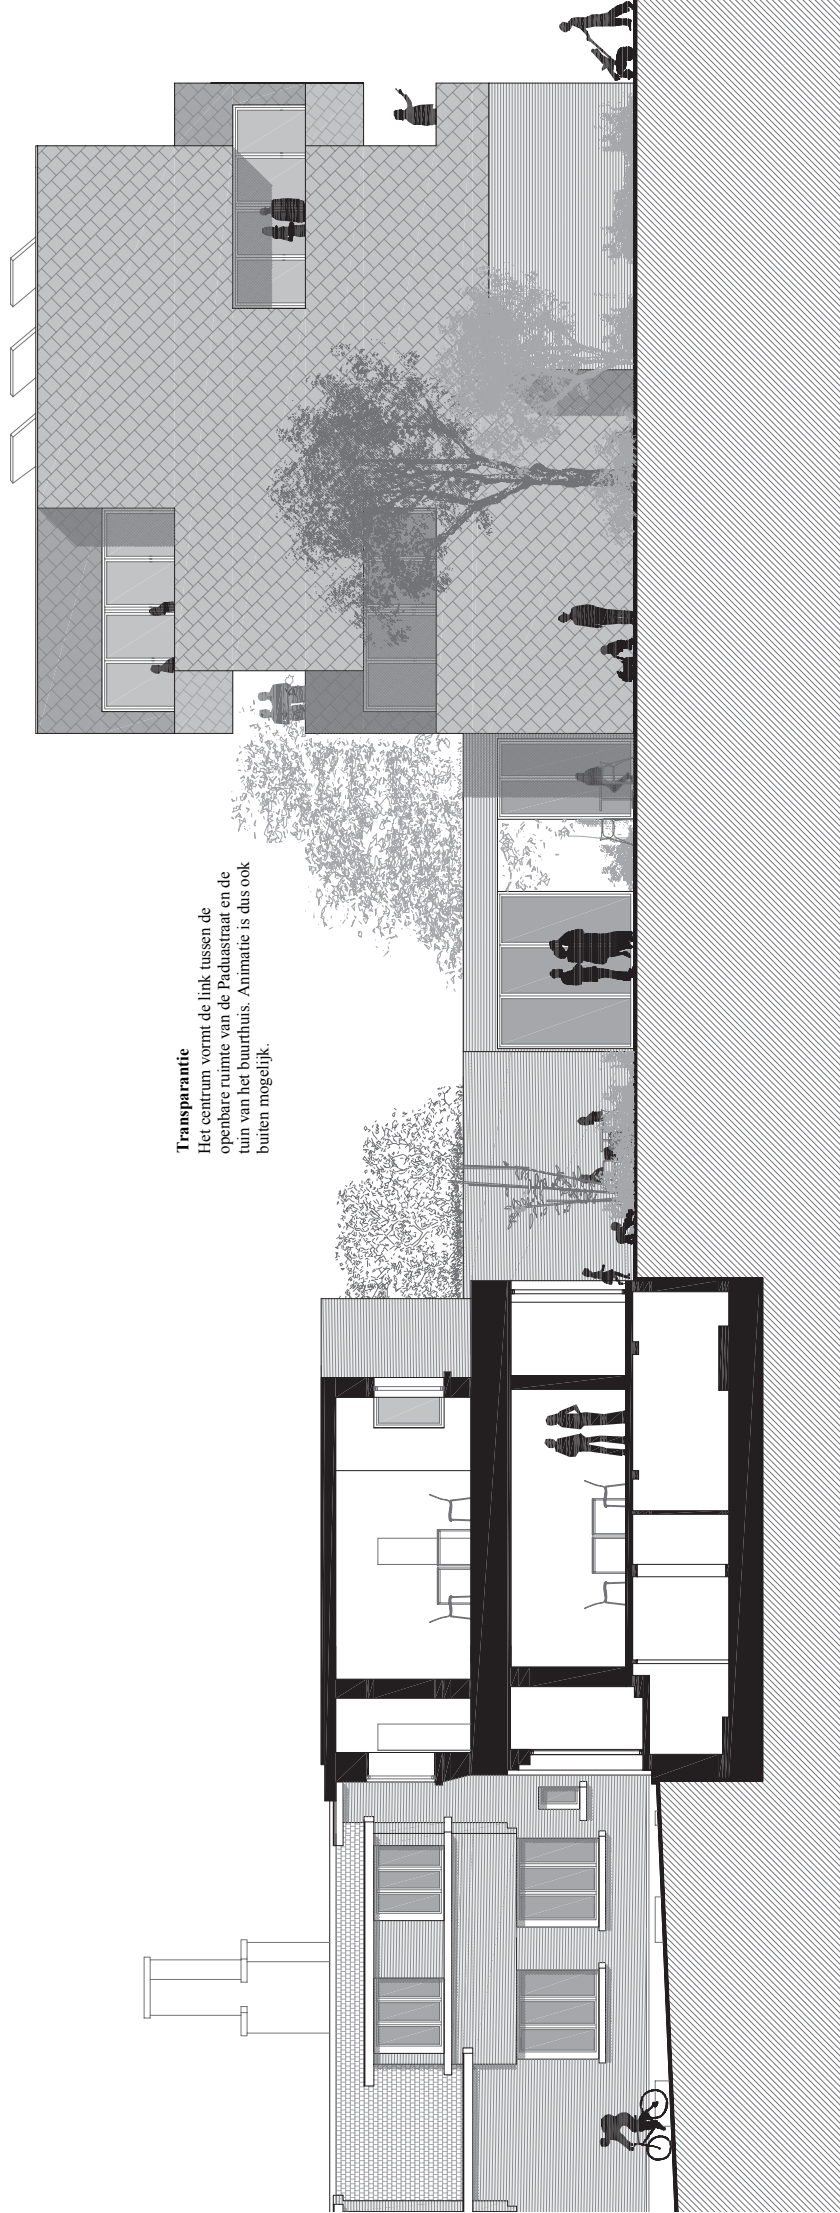 Transparantie
Het centrum vormt de link tussen de
openbare ruimte van de Paduastraat en de
tuin van het buurthuis. Animatie is dus ook
buiten mogelijk.